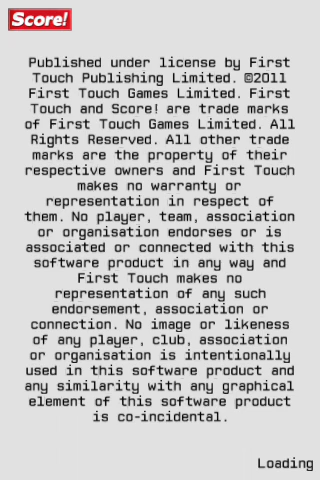 Score!
Published under license by First
Touch Publishing Limited. ©2011
First Touch Games Limited. First
Touch and Score! are trade marks
of First Touch Games Limited. All
Rights Reserved. All other trade
marks are the property of their
respective owners and First Touch
makes no warranty or
representation in respect of
them. No player, team, association
or organisation endorses or is
associated or connected with this
software product in any way and
First Touch makes no
representation of any such
endorsement, association or
connection. No image or likeness
of any player, club, association
or organisation is intentionally
used in this software product and
any similarity with any graphical
element of this software product
is co-incidental.
Loading